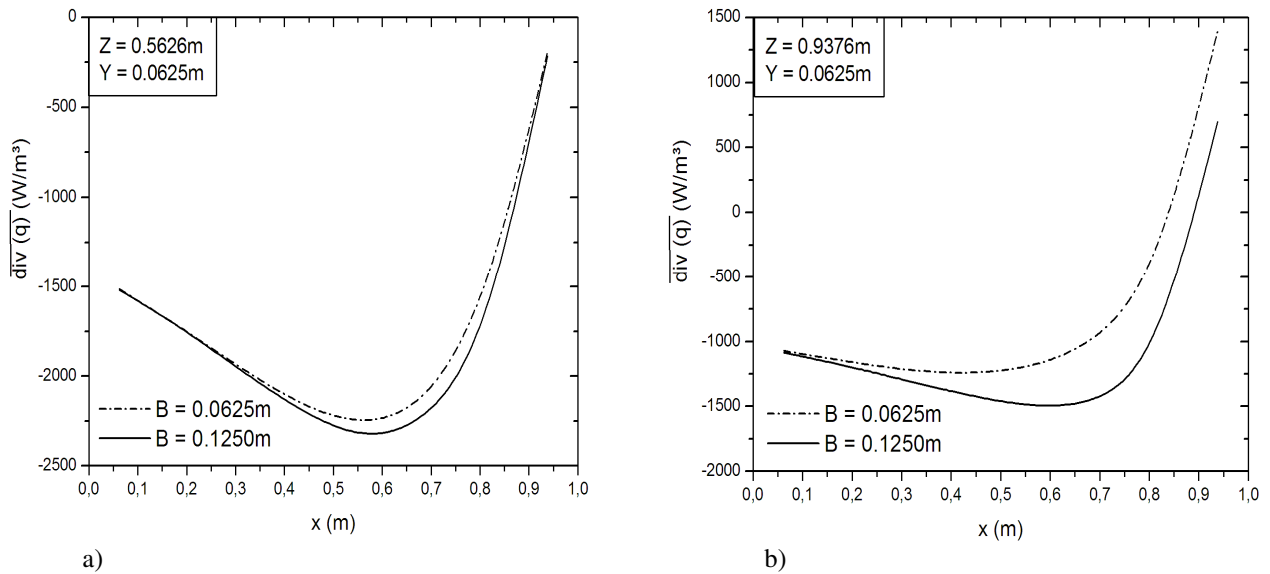 Z = 0.5626m
Y = 0.0625m
0
-500
-1000
-1500
-2000
-2500
div (q) (W/m³)
B = 0.0625m
B = 0.1250m
0,0 0,1 0,2 0,3 0,4 0,5 0,6 0,7 0,8 0,9 1,0
x (m)
a)
Z = 0.9376m
Y = 0.0625m
1500
1000
500
0
-500
-1000
-1500
-2000
div (q) (W/m³)
B = 0.0625m
B = 0.1250m
0,0 0,1 0,2 0,3 0,4 0,5 0,6 0,7 0,8 0,9 1,0
x (m)
b)